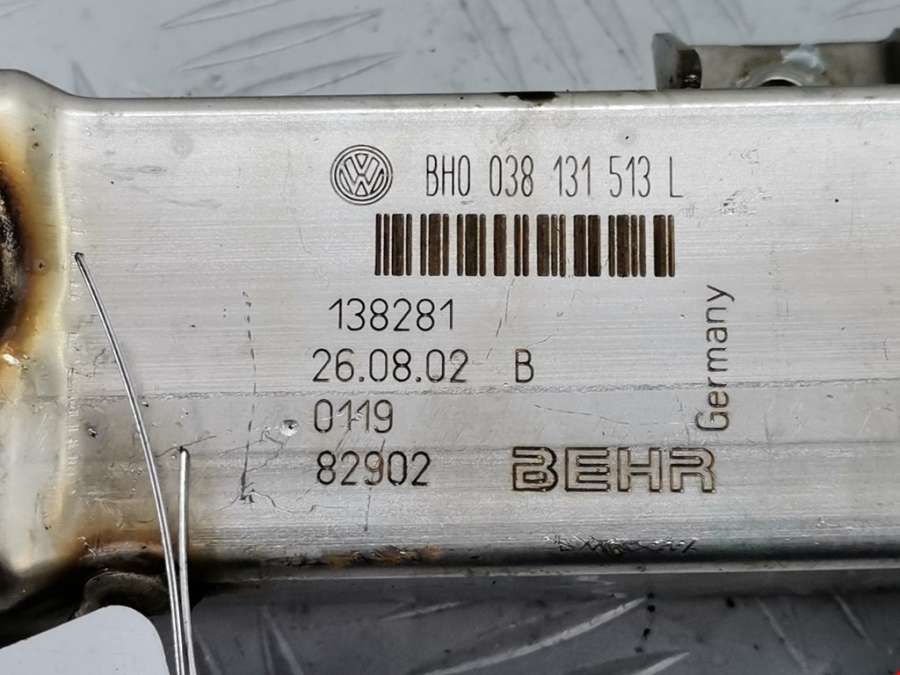 BH0 038 131 513 L
138281
26.08.02 B
0119
82902
BEHR
Germany